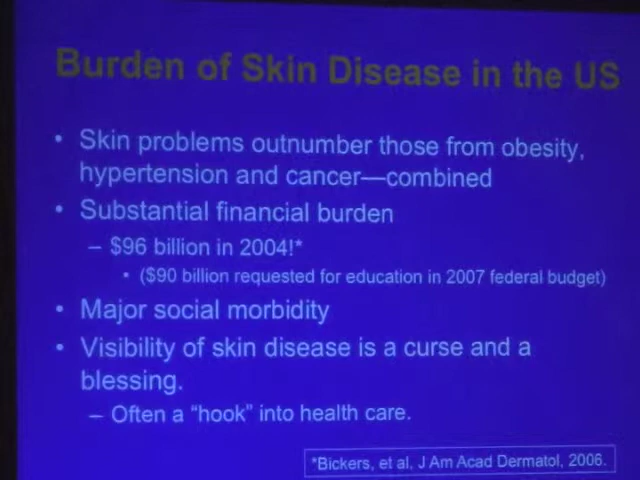 Burden of Skin Disease in the US
• Skin problems outnumber those from obesity,
hypertension and cancer—combined
• Substantial financial burden
– $96 billion in 2004!*
• ($90 billion requested for education in 2007 federal budget)
• Major social morbidity
• Visibility of skin disease is a curse and a
blessing.
– Often a “hook” into health care.
*Bickers, et al, J Am Acad Dermatol, 2006.